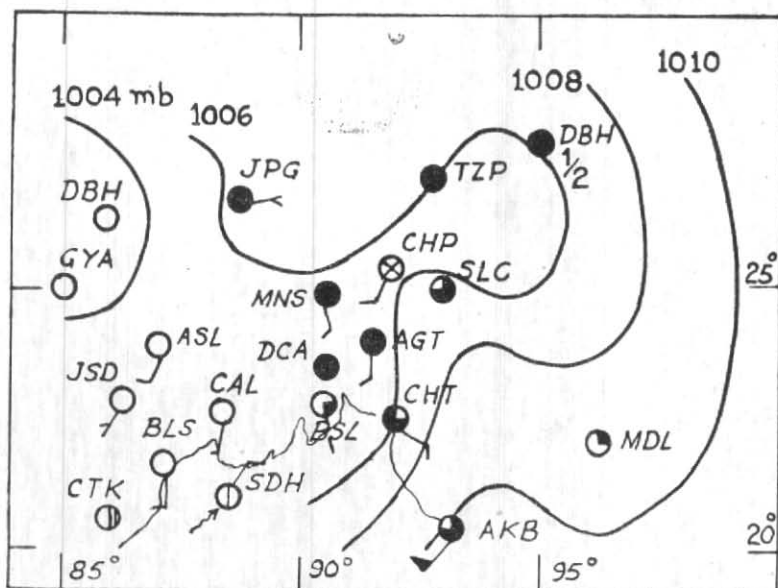 1010
1008
1004 mb
1006
DBH
1/2
JPG
TZP
DBH
CHP
GYA
SLC
25°
MNS
ASL
AGT
DCA
JSD
CAL
CHT
BSL
BLS
MDL
SDH
CTK
AKB
20°
85°
90°
95°